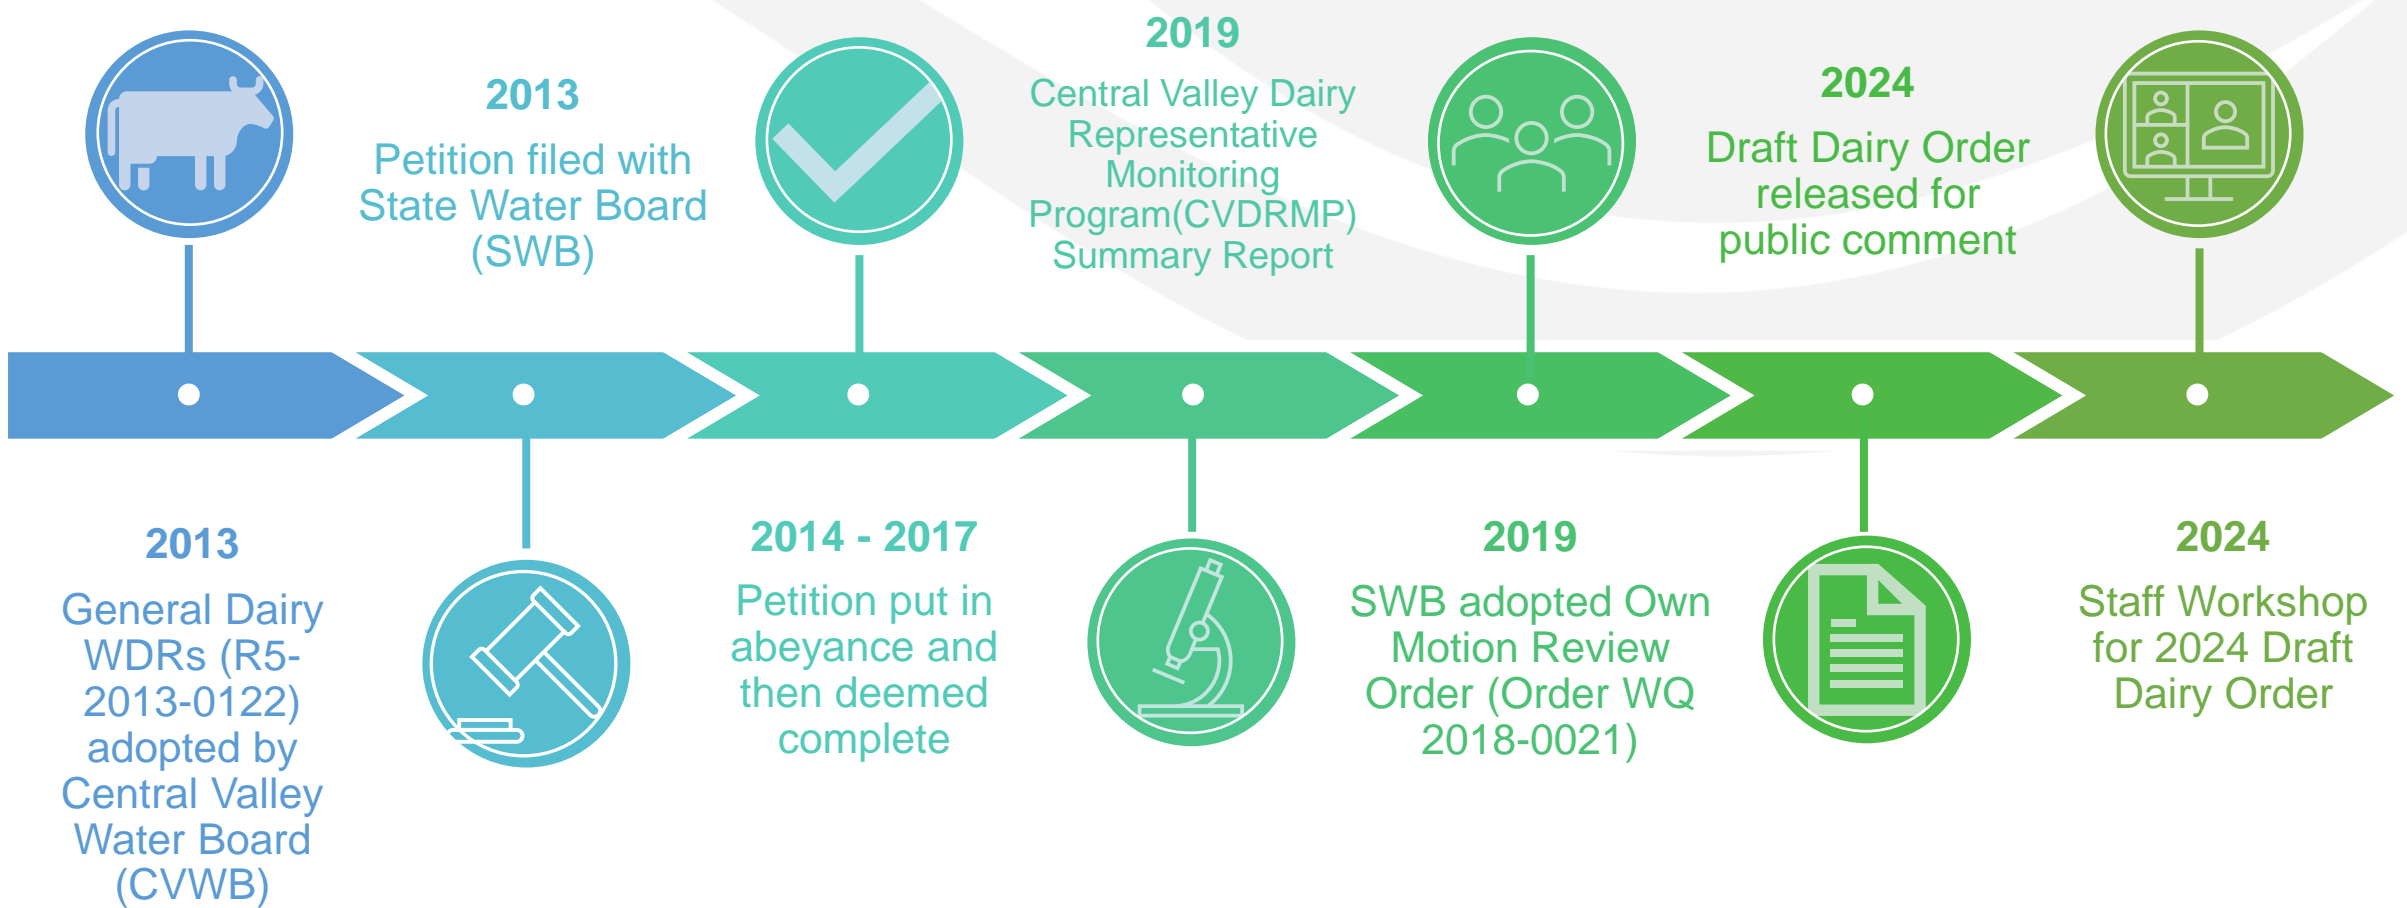 2013
General Dairy
WDRs (R5-
2013-0122)
adopted by
Central Valley
Water Board
(CVWB)
2013
Petition filed with
State Water Board
(SWB)
2014 - 2017
Petition put in
abeyance and
then deemed
complete
2019
Central Valley Dairy
Representative
Monitoring
Program(CVDRMP)
Summary Report
2019
SWB adopted Own
Motion Review
Order (Order WQ
2018-0021)
2024
Draft Dairy Order
released for
public comment
2024
Staff Workshop
for 2024 Draft
Dairy Order